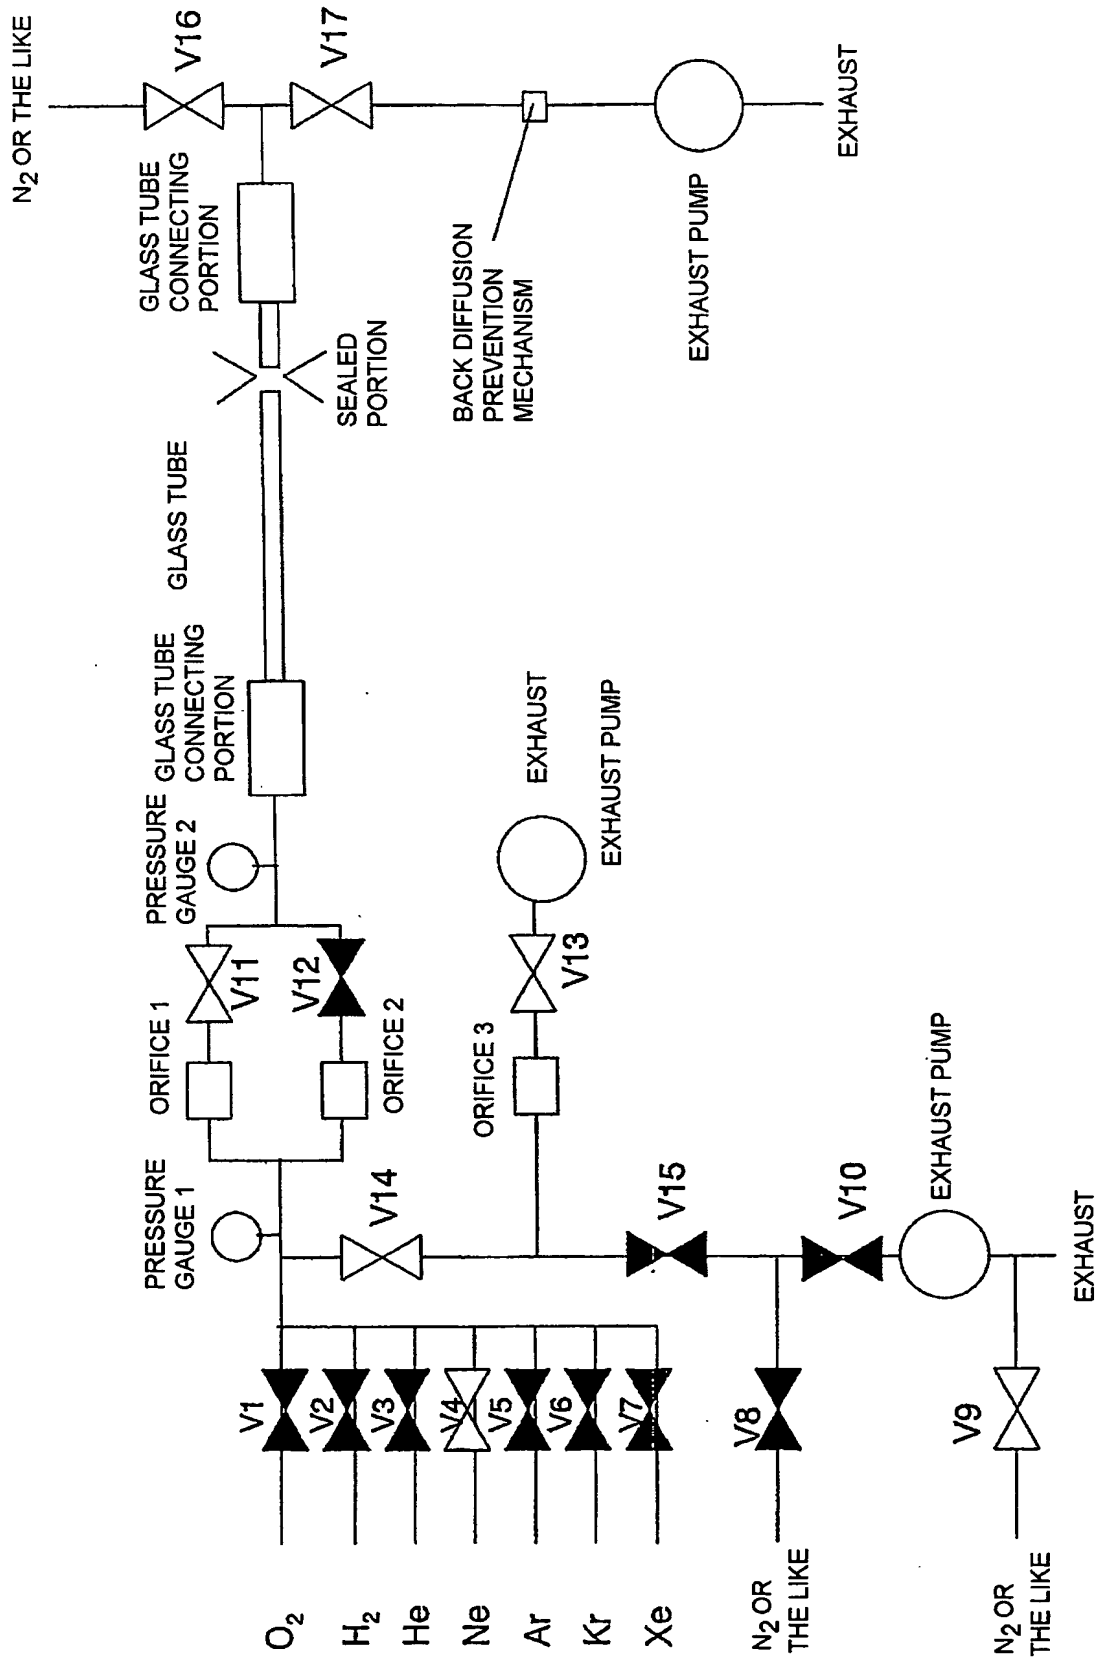 N2 OR THE LIKE
V16
V17
GLASS TUBE
CONNECTING
PORTION
SEALED
PORTION
BACK DIFFUSION
PREVENTION
MECHANISM
EXHAUST PUMP
EXHAUST
GLASS TUBE
GLASS TUBE
CONNECTING
PORTION
PRESSURE
GAUGE 2
V11
V12
ORIFICE 1
ORIFICE 2
EXHAUST
EXHAUST PUMP
V13
ORIFICE 3
PRESSURE
GAUGE 1
V14
V15
V10
EXHAUST PUMP
EXHAUST
V1
V2
V3
V4
V5
V6
V7
V8
V9
O2
H2
He
Ne
Ar
Kr
Xe
N2 OR
THE LIKE
N2 OR
THE LIKE